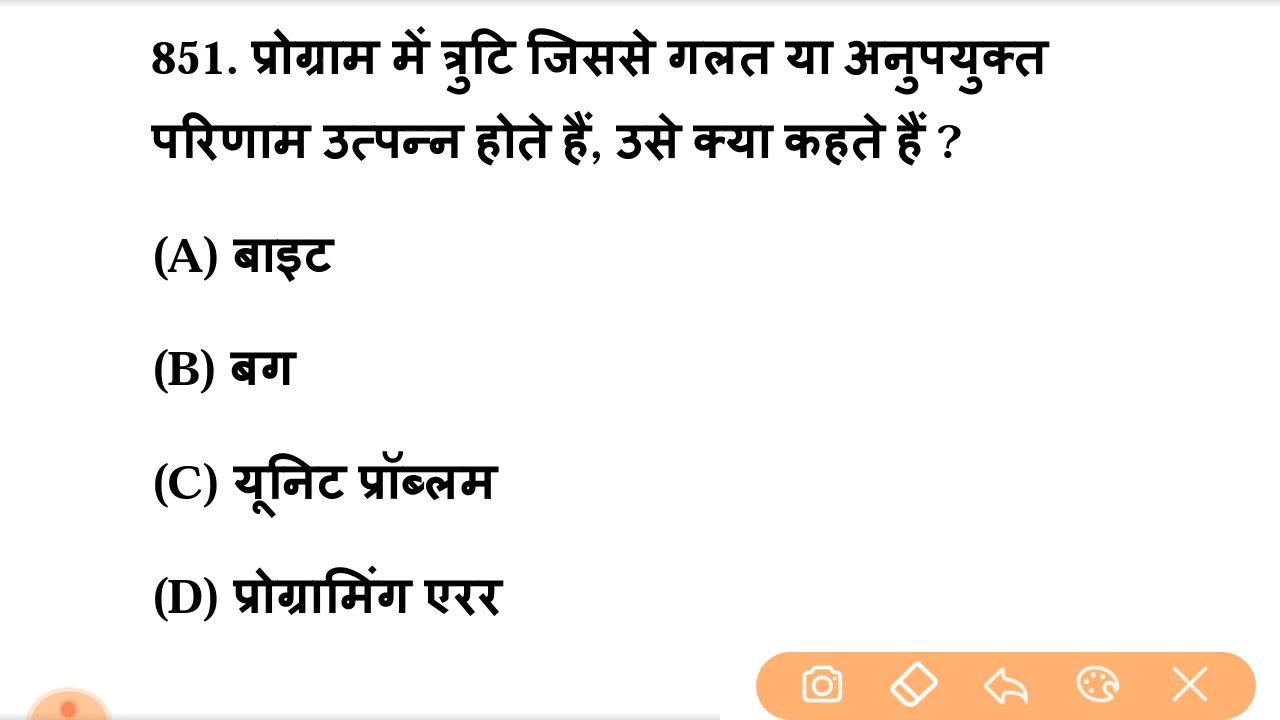 851. प्रोग्राम में त्रुटि जिससे गलत या अनुपयुक्त
परिणाम उत्पन्न होते हैं, उसे क्या कहते हैं ?
(A) बाइट
(B) बग
(C) यूनिट प्रॉब्लम
(D) प्रोग्रामिंग एरर